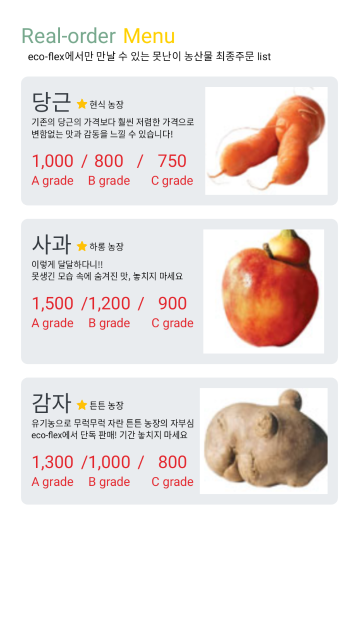 Real-order Menu
eco-flex에서만 만날 수 있는 못난이 농산물 최종주문 list
당근 ⭐ 현식 농장
기존의 당근의 가격보다 훨씬 저렴한 가격으로
변함없는 맛과 감동을 느낄 수 있습니다!
1,000 / 800 / 750
A grade B grade C grade
사과 ⭐ 하롱 농장
이렇게 달달하다니!!
못생긴 모습 속에 숨겨진 맛, 놓치지 마세요
1,500 /1,200 / 900
A grade B grade C grade
감자 ⭐ 튼튼 농장
유기농으로 무럭무럭 자란 튼튼 농장의 자부심
eco-flex에서 단독 판매! 기간 놓치지 마세요
1,300 /1,000 / 800
A grade B grade C grade